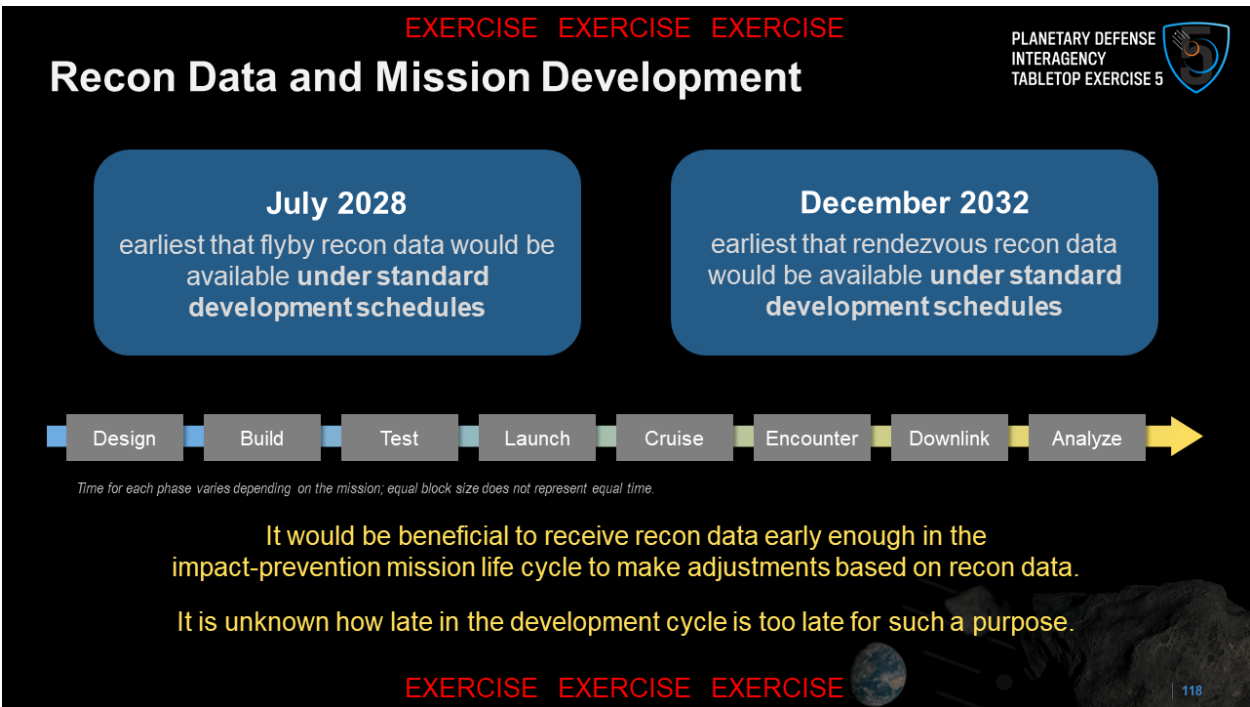 EXERCISE EXERCISE EXERCISE
PLANETARY DEFENSE
INTERAGENCY
TABLETOP EXERCISE 5
5
Recon Data and Mission Development
July 2028
earliest that flyby recon data would be
available under standard
development schedules
December 2032
earliest that rendezvous recon data
would be available under standard
development schedules
Design Build Test Launch Cruise Encounter Downlink Analyze
Time for each phase varies depending on the mission; equal block size does not represent equal time.
It would be beneficial to receive recon data early enough in the
impact-prevention mission life cycle to make adjustments based on recon data.
It is unknown how late in the development cycle is too late for such a purpose.
EXERCISE EXERCISE EXERCISE
118